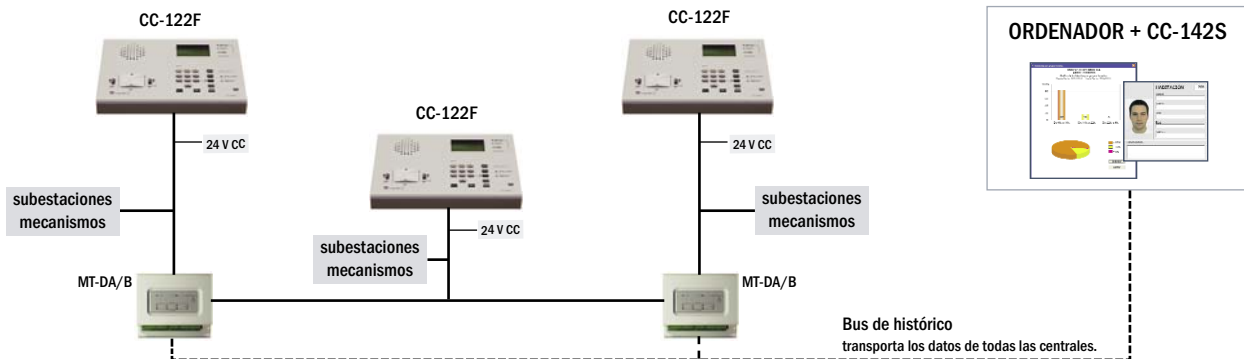 CC-122F
CC-122F
ORDENADOR + CC-142S
HABITACION
CC-122F
24 V CC
24 V CC
subestaciones
mecanismos
subestaciones
mecanismos
24 V CC
subestaciones
mecanismos
MT-DA/B
MT-DA/B
Bus de histórico
transporta los datos de todas las centrales.